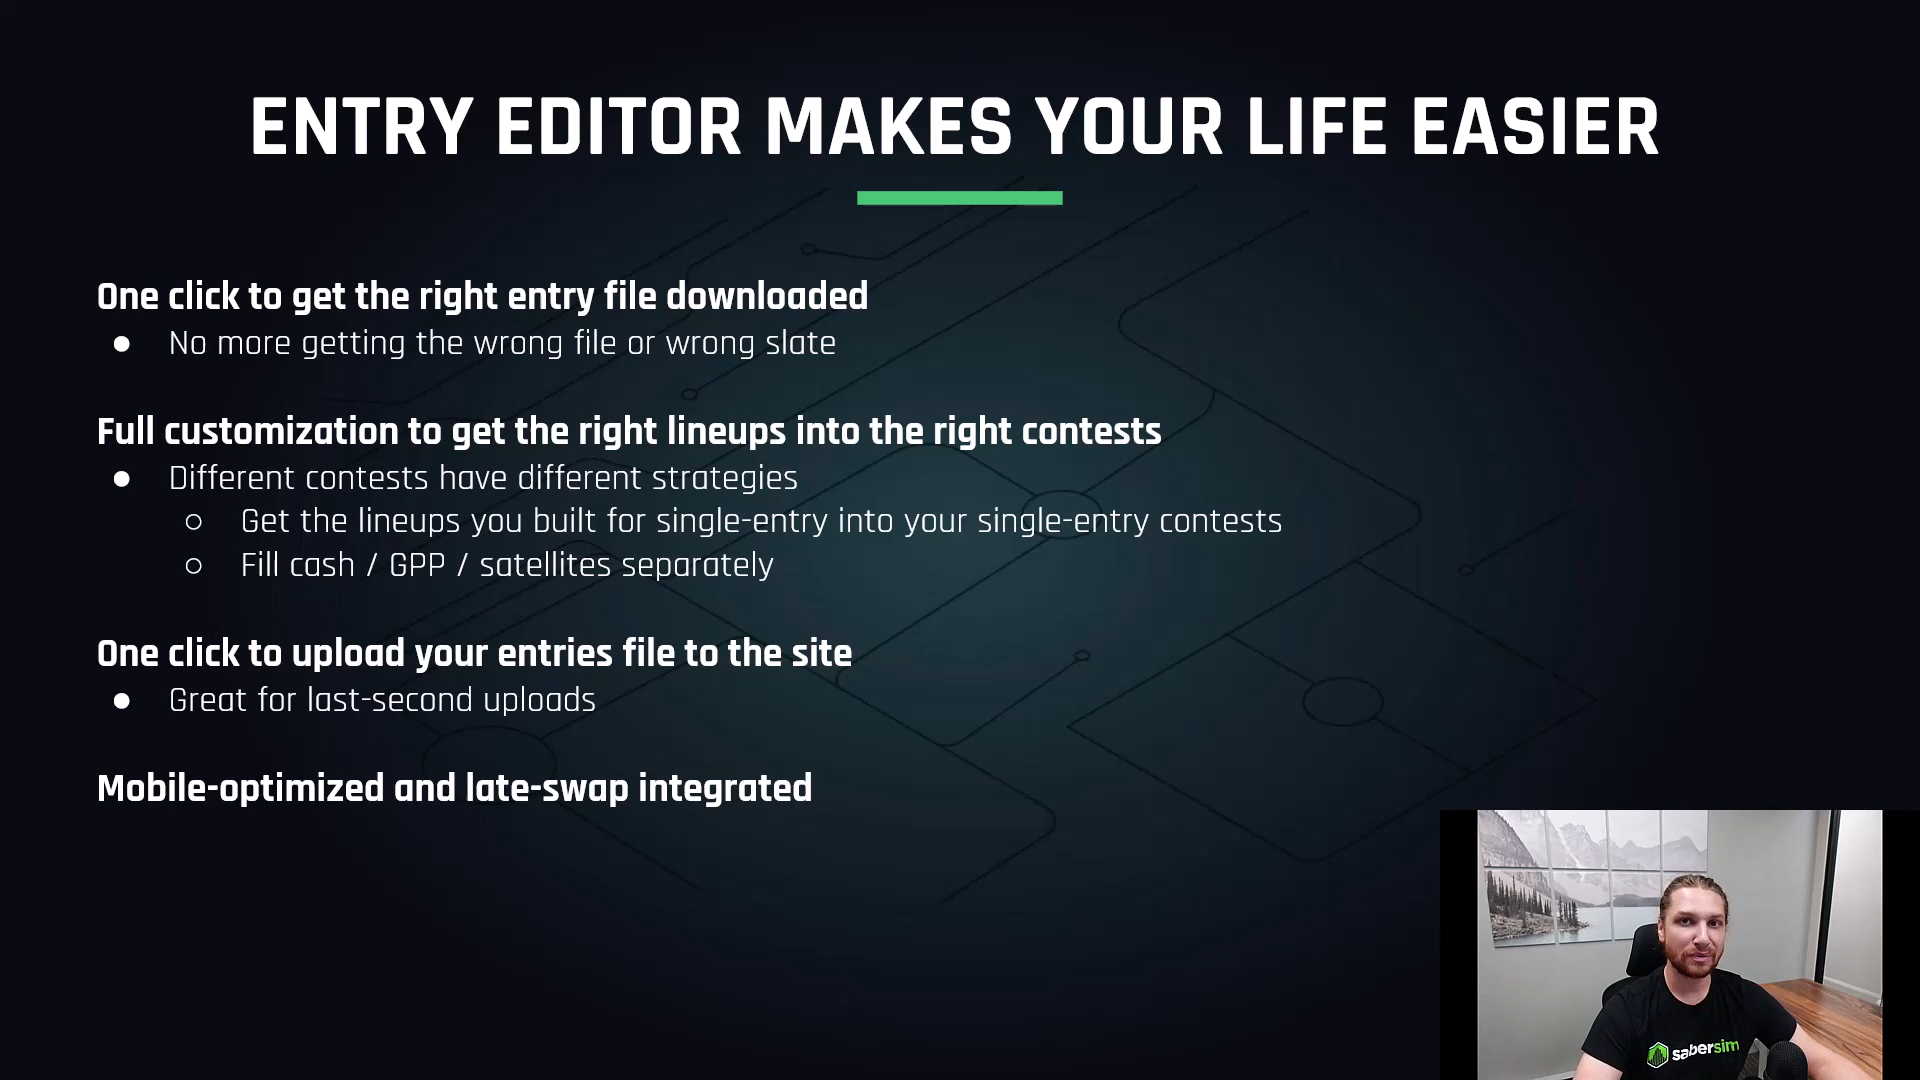 ENTRY EDITOR MAKES YOUR LIFE EASIER
One click to get the right entry file downloaded
● No more getting the wrong file or wrong slate
Full customization to get the right lineups into the right contests
● Different contests have different strategies
○ Get the lineups you built for single-entry into your single-entry contests
○ Fill cash / GPP / satellites separately
One click to upload your entries file to the site
● Great for last-second uploads
Mobile-optimized and late-swap integrated
sabersim